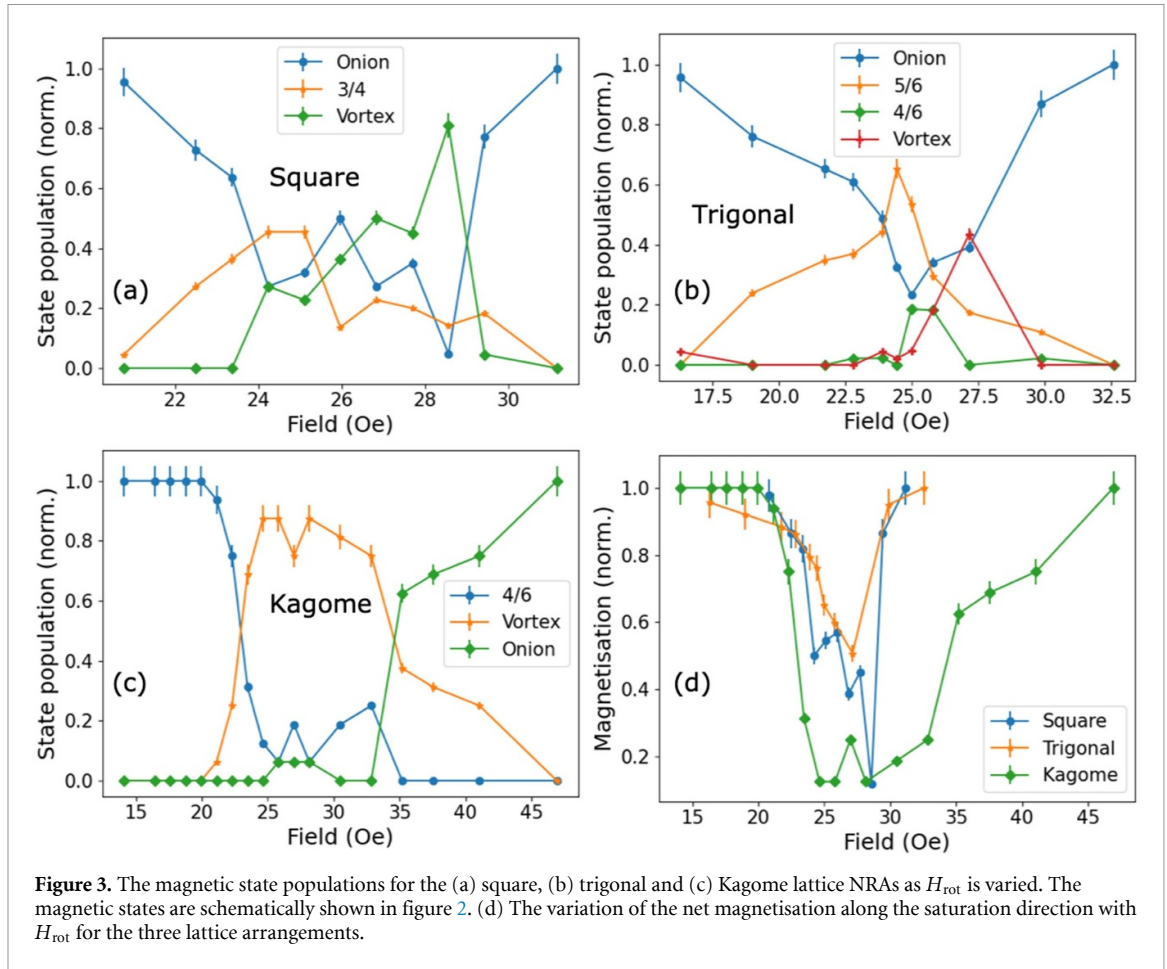 Onion
3/4
Vortex
Square
(a)
State population (norm.)
1.0
0.8
0.6
0.4
0.2
0.0
22
24
26
28
30
Field (Oe)
Onion
5/6
4/6
Vortex
Trigonal
(b)
State population (norm.)
1.0
0.8
0.6
0.4
0.2
0.0
17.5
20.0
22.5
25.0
27.5
30.0
32.5
Field (Oe)
4/6
Vortex
Onion
Kagome
(c)
State population (norm.)
1.0
0.8
0.6
0.4
0.2
0.0
15
20
25
30
35
40
45
Field (Oe)
Square
Trigonal
Kagome
(d)
Magnetisation (norm.)
1.0
0.8
0.6
0.4
0.2
15
20
25
30
35
40
45
Field (Oe)
Figure 3. The magnetic state populations for the (a) square, (b) trigonal and (c) Kagome lattice NRAs as Hrot is varied. The
magnetic states are schematically shown in figure 2. (d) The variation of the net magnetisation along the saturation direction with
Hrot for the three lattice arrangements.